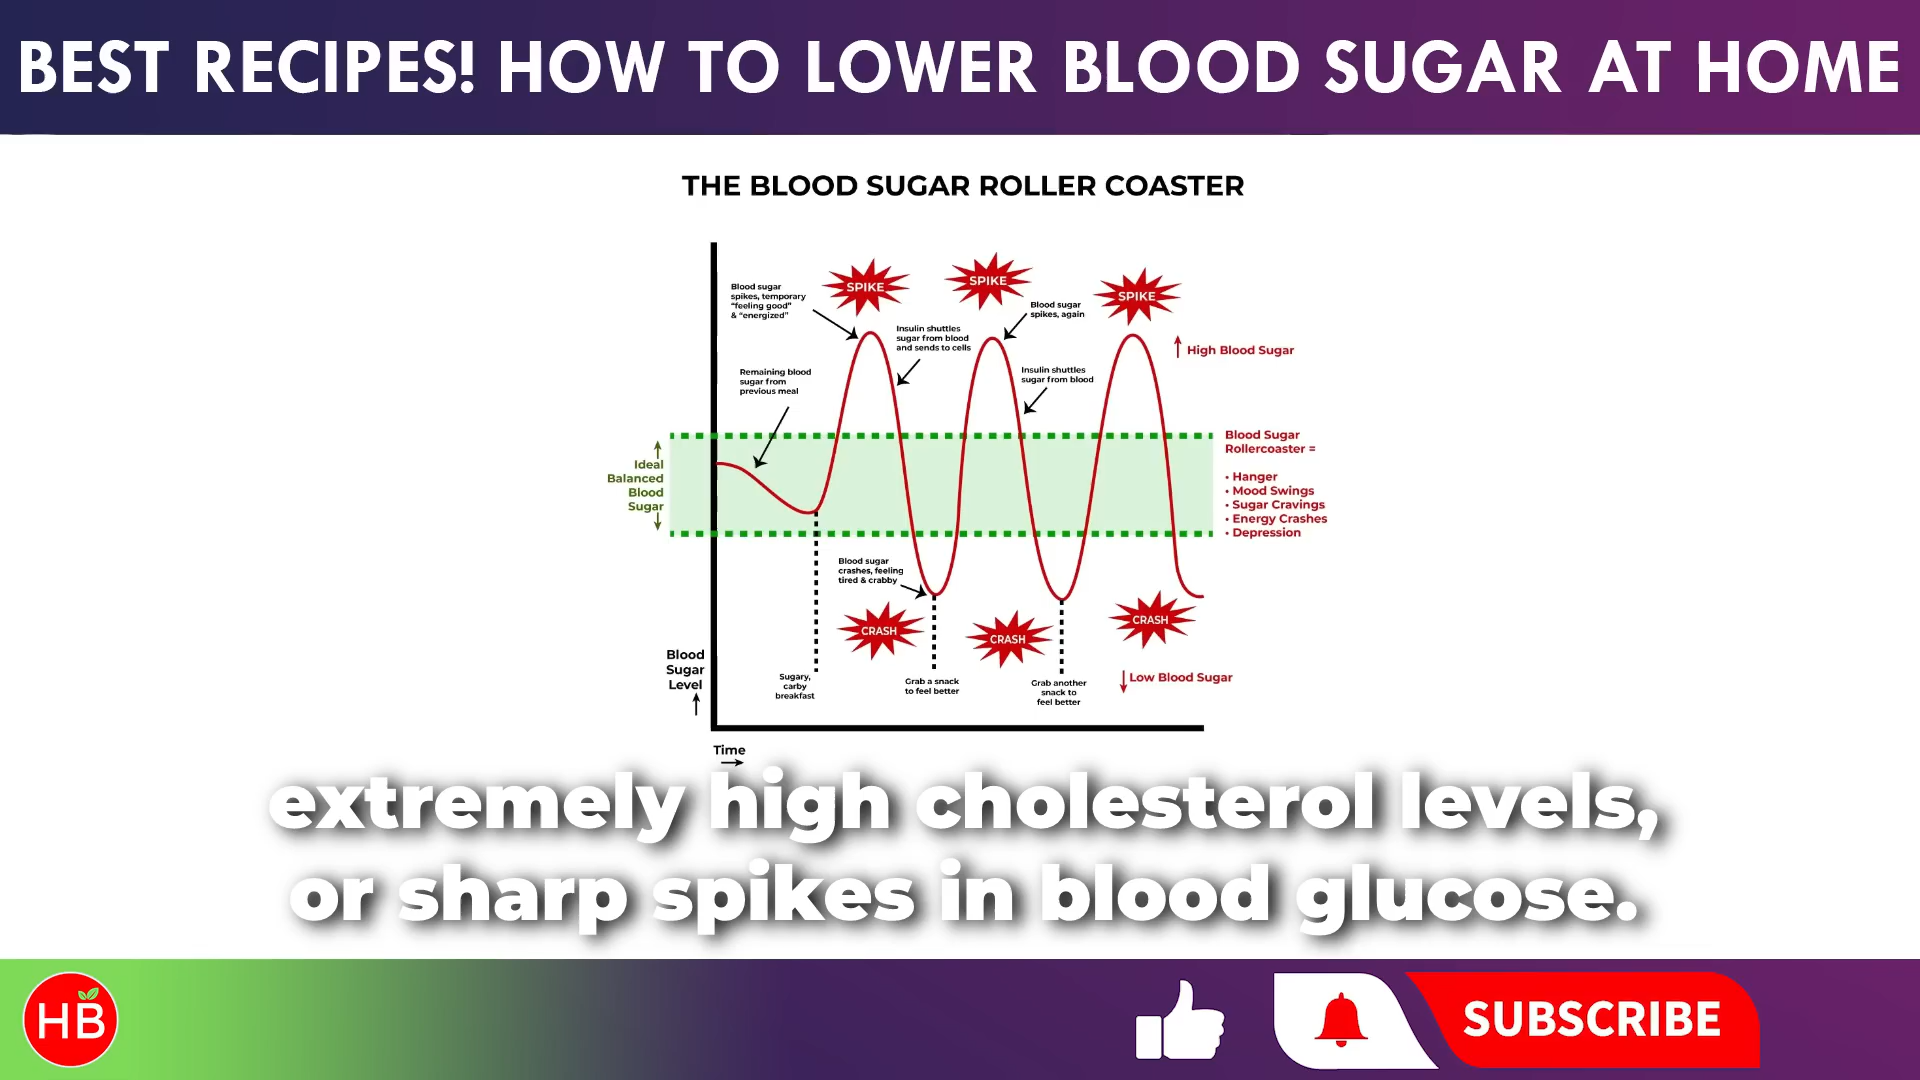 BEST RECIPES! HOW TO LOWER BLOOD SUGAR AT HOME
THE BLOOD SUGAR ROLLER COASTER
SPIKE
SPIKE
SPIKE
Blood sugar
spikes, temporary
“feeling good”
& “energized”
Insulin shuttles
sugar from blood
and sends to cells
Blood sugar
spikes, again
High Blood Sugar
Remaining blood
sugar from
previous meal
Insulin shuttles
sugar from blood
Ideal
Balanced
Blood
Sugar
Blood Sugar
Rollercoaster =
• Hanger
• Mood Swings
• Sugar Cravings
• Energy Crashes
• Depression
Blood sugar
crashes, feeling
tired & crabby
CRASH
CRASH
CRASH
Blood
Sugar
Level
Sugary,
carby
breakfast
Grab a snack
to feel better
Grab another
snack to
feel better
Low Blood Sugar
Time
extremely high cholesterol levels,
or sharp spikes in blood glucose.
HB
SUBSCRIBE